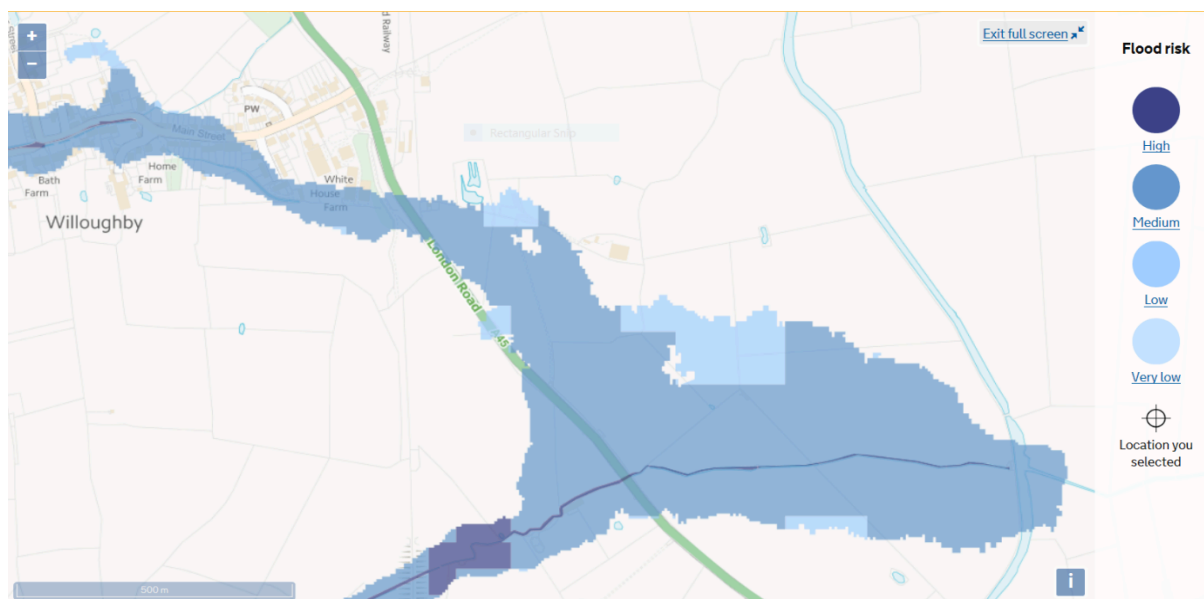 +
−
d Railway
Exit full screen
Flood risk
High
Medium
Low
Very low
Location you
selected
PW
Main Street
Rectangular Snip
Home
Farm
Bath
Farm
White
House
Farm
Willoughby
London Road
A45
500 m
i